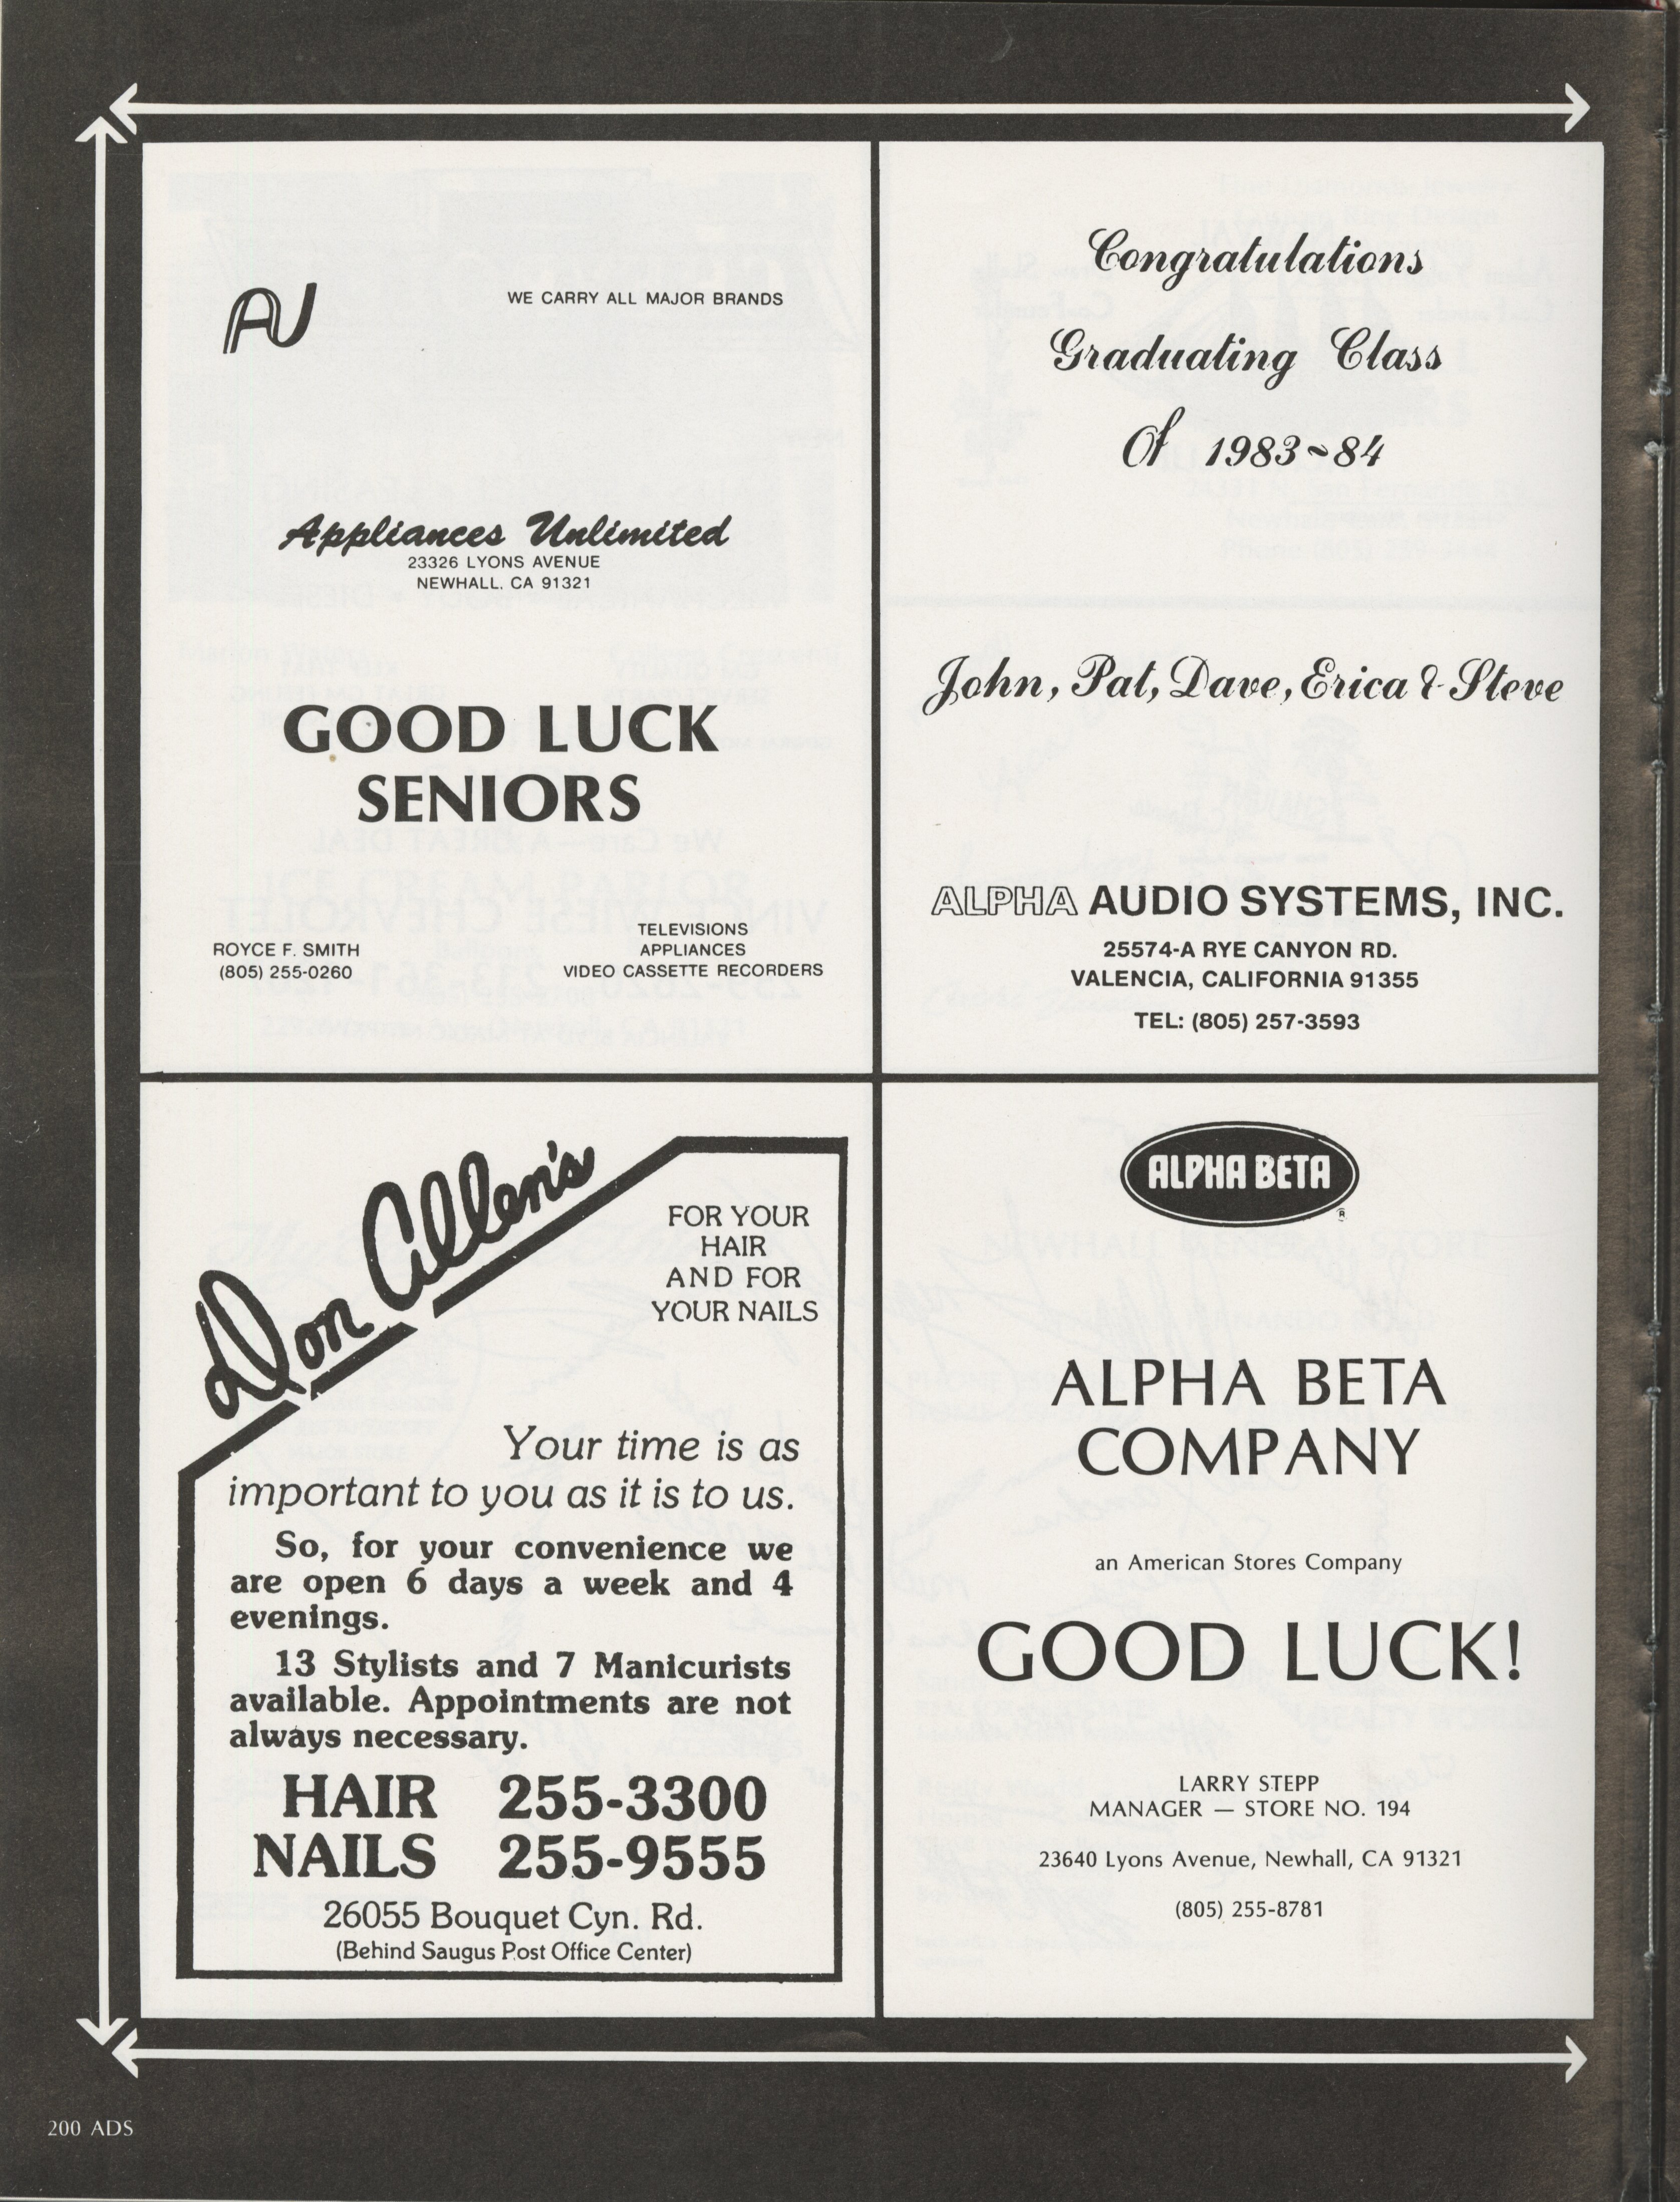 AU
WE CARRY ALL MAJOR BRANDS
Appliances Unlimited
23326 LYONS AVENUE
NEWHALL, CA 91321
GOOD LUCK
SENIORS
ROYCE F. SMITH
(805) 255-0260
TELEVISIONS
APPLIANCES
VIDEO CASSETTE RECORDERS
Congratulations
Graduating Class
Of 1983~84
John, Pat, Dave, Erica & Steve
ALPHA AUDIO SYSTEMS, INC.
25574-A RYE CANYON RD.
VALENCIA, CALIFORNIA 91355
TEL: (805) 257-3593
Don Allen's
FOR YOUR
HAIR
AND FOR
YOUR NAILS
Your time is as
important to you as it is to us.
So, for your convenience we
are open 6 days a week and 4
evenings.
13 Stylists and 7 Manicurists
available. Appointments are not
always necessary.
HAIR 255-3300
NAILS 255-9555
26055 Bouquet Cyn. Rd.
(Behind Saugus Post Office Center)
ALPHA BETA
®
ALPHA BETA
COMPANY
an American Stores Company
GOOD LUCK!
LARRY STEPP
MANAGER — STORE NO. 194
23640 Lyons Avenue, Newhall, CA 91321
(805) 255-8781
200 ADS